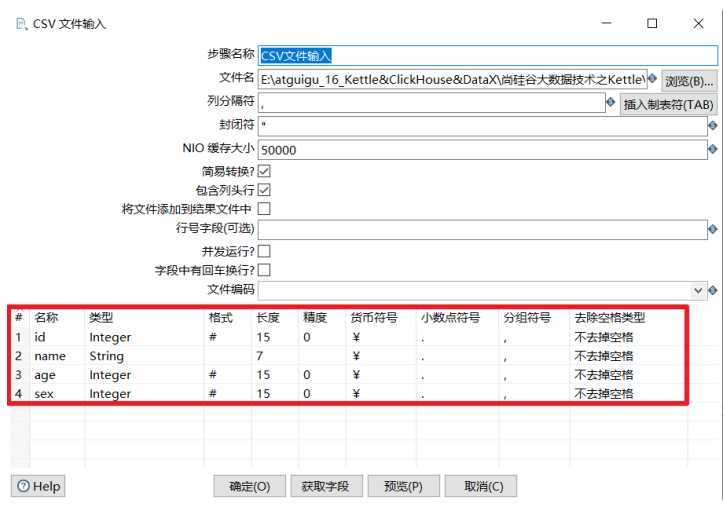 CSV 文件输入
步骤名称 CSV文件输入
文件名 E:\atguigu_16_Kettle&ClickHouse&DataX\尚硅谷大数据技术之Kettle\ 浏览(B)...
列分隔符 , 插入制表符(TAB)
封闭符 "
NIO 缓存大小 50000
简易转换?
包含列头行
将文件添加到结果文件中
行号字段(可选)
并发运行?
字段中有回车换行?
文件编码
# 名称 类型 格式 长度 精度 货币符号 小数点符号 分组符号 去除空格类型
1 id Integer # 15 0 ¥ . , 不去掉空格
2 name String 7 ¥ . , 不去掉空格
3 age Integer # 15 0 ¥ . , 不去掉空格
4 sex Integer # 15 0 ¥ . , 不去掉空格
Help 确定(O) 获取字段 预览(P) 取消(C)